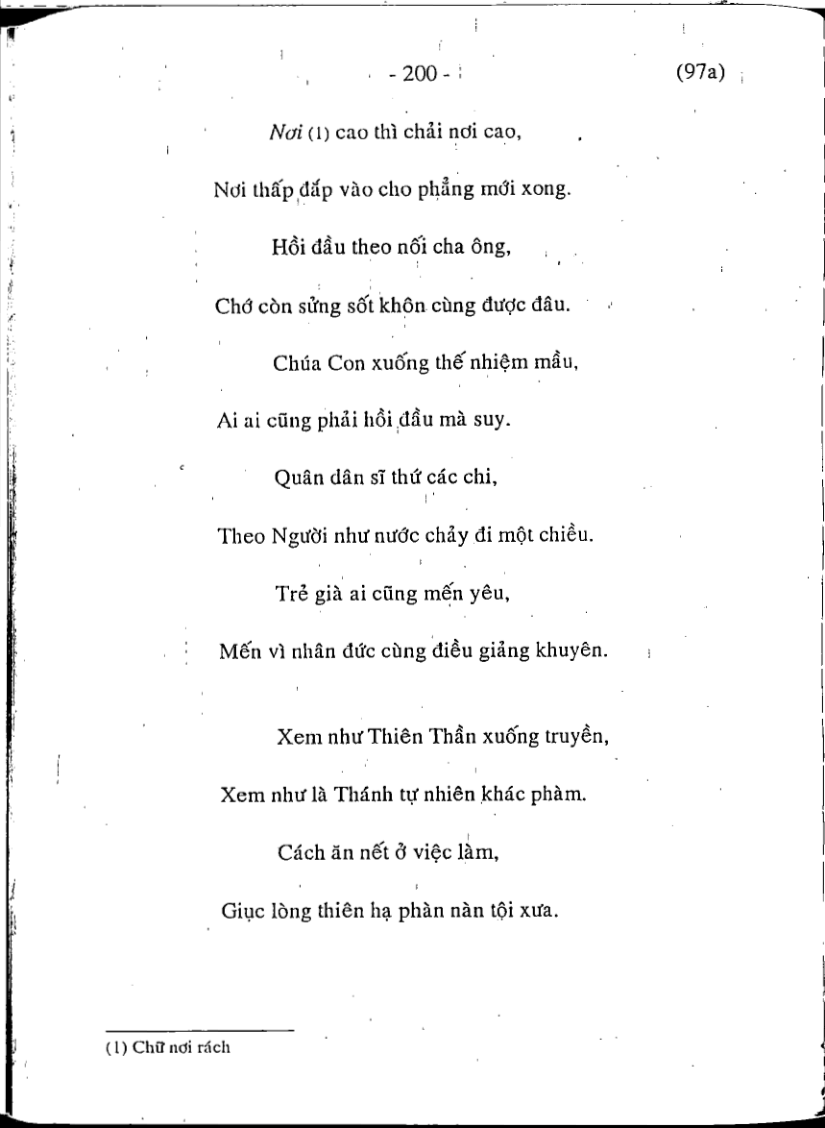 - 200 - (97a)
Nơi (1) cao thì chải nơi cao,
Nơi thấp đắp vào cho phẳng mới xong.
Hồi đầu theo nối cha ông,
Chớ còn sửng sốt khôn cùng được đâu.
Chúa Con xuống thế nhiệm mầu,
Ai ai cũng phải hồi đầu mà suy.
Quân dân sĩ thứ các chi,
Theo Người như nước chảy đi một chiều.
Trẻ già ai cũng mến yêu,
Mến vì nhân đức cùng điều giảng khuyên.
Xem như Thiên Thần xuống truyền,
Xem như là Thánh tự nhiên khác phàm.
Cách ăn nết ở việc làm,
Giục lòng thiên hạ phàn nàn tội xưa.
(1) Chữ nơi rách